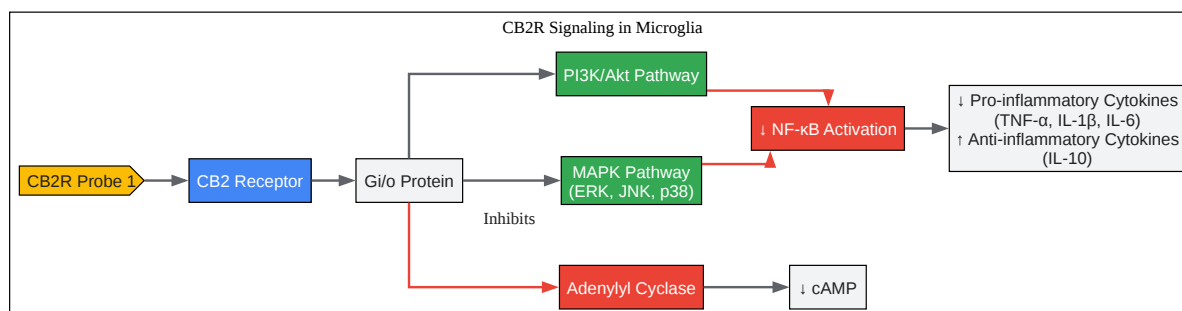 CB2R Signaling in Microglia
PI3K/Akt Pathway
↓ NF-κB Activation
↓ Pro-inflammatory Cytokines
(TNF-α, IL-1β, IL-6)
↑ Anti-inflammatory Cytokines
(IL-10)
CB2R Probe 1
CB2 Receptor
Gi/o Protein
MAPK Pathway
(ERK, JNK, p38)
Inhibits
Adenylyl Cyclase
↓ cAMP